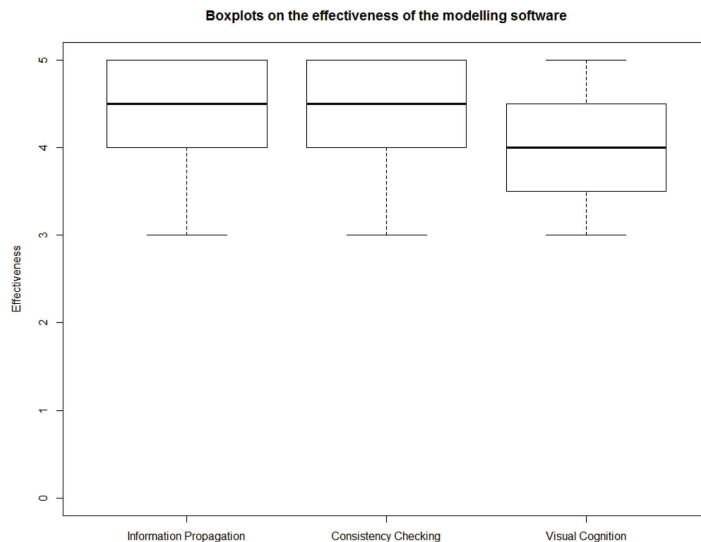 Boxplots on the effectiveness of the modelling software
5
4
3
2
1
0
Effectiveness
Information Propagation
Consistency Checking
Visual Cognition